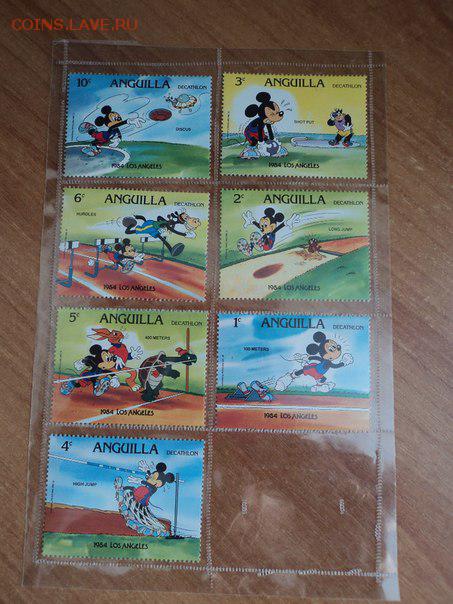 COINS.LAVE.RU
10c ANGUILLA DECATHLON
DISCUS
1984 LOS ANGELES
3c ANGUILLA DECATHLON
SHOT PUT
1984 LOS ANGELES
6c ANGUILLA
HURDLES DECATHLON
1984 LOS ANGELES
2c ANGUILLA DECATHLON
LONG JUMP
1984 LOS ANGELES
5c ANGUILLA DECATHLON
400 METERS
1984 LOS ANGELES
1c ANGUILLA DECATHLON
100 METERS
1984 LOS ANGELES
4c ANGUILLA DECATHLON
HIGH JUMP
1984 LOS ANGELES